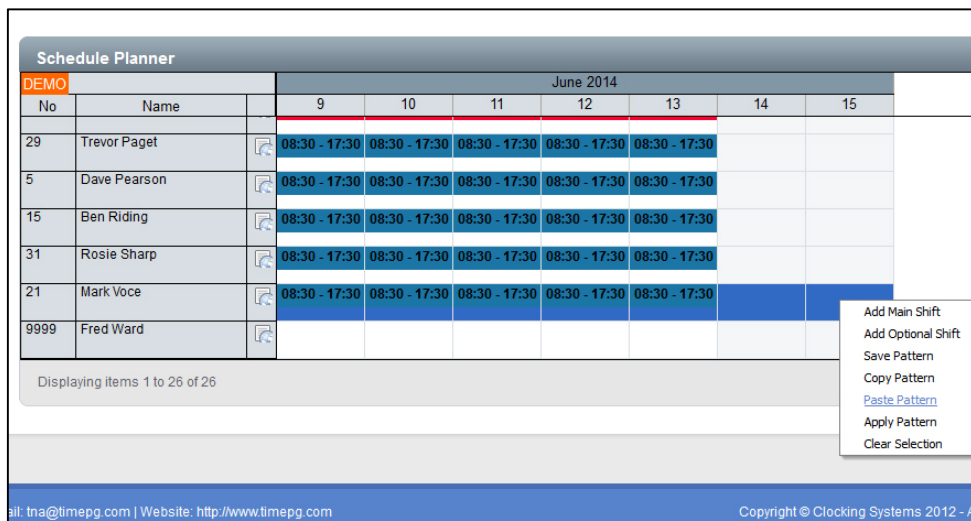 Schedule Planner
DEMO June 2014
No Name 9 10 11 12 13 14 15
29 Trevor Paget 08:30 - 17:30 08:30 - 17:30 08:30 - 17:30 08:30 - 17:30 08:30 - 17:30
5 Dave Pearson 08:30 - 17:30 08:30 - 17:30 08:30 - 17:30 08:30 - 17:30 08:30 - 17:30
15 Ben Riding 08:30 - 17:30 08:30 - 17:30 08:30 - 17:30 08:30 - 17:30 08:30 - 17:30
31 Rosie Sharp 08:30 - 17:30 08:30 - 17:30 08:30 - 17:30 08:30 - 17:30 08:30 - 17:30
21 Mark Voce 08:30 - 17:30 08:30 - 17:30 08:30 - 17:30 08:30 - 17:30 08:30 - 17:30
9999 Fred Ward
Add Main Shift
Add Optional Shift
Save Pattern
Copy Pattern
Paste Pattern
Apply Pattern
Clear Selection
Displaying items 1 to 26 of 26
ail: tna@timepg.com | Website: http://www.timepg.com Copyright © Clocking Systems 2012 - A